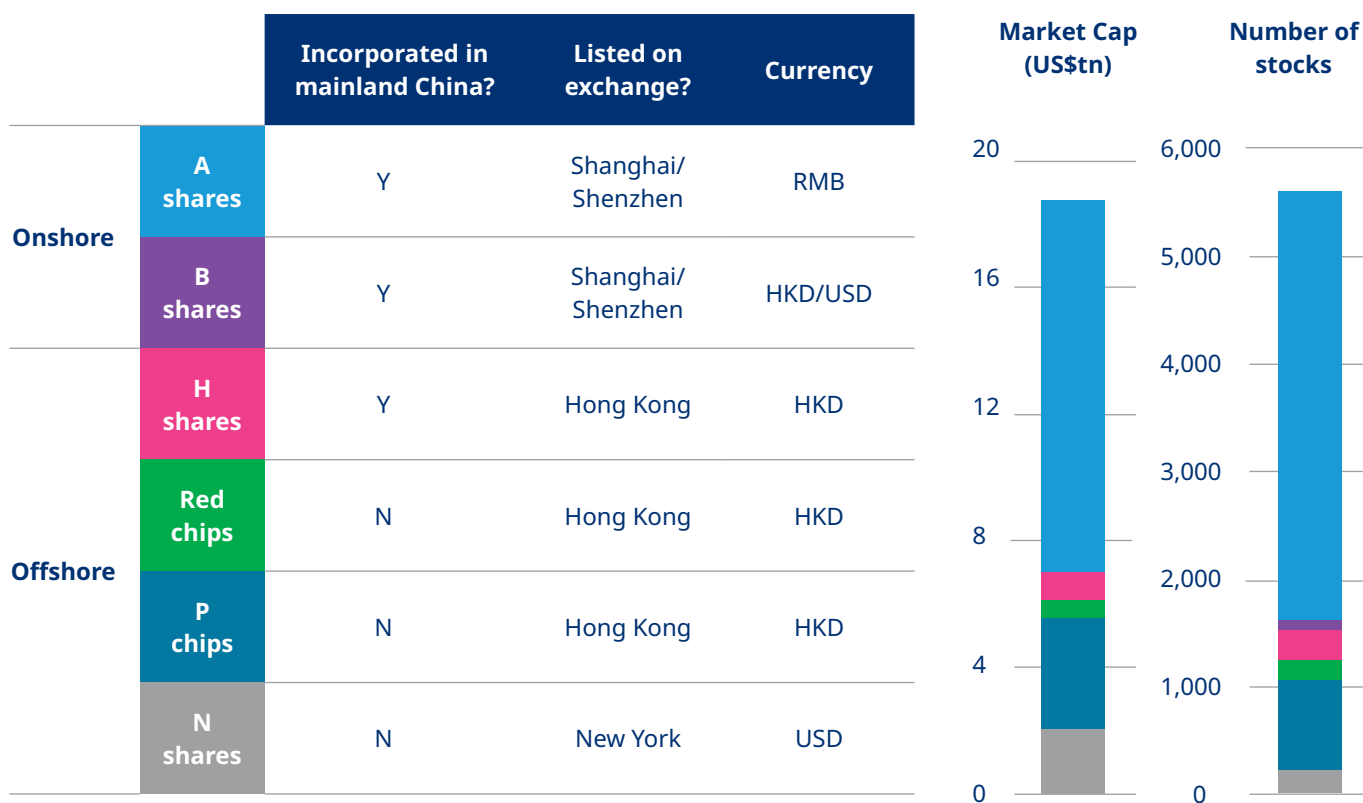 Incorporated in
mainland China?
Listed on
exchange?
Currency
Market Cap
(US$tn)
Number of
stocks
Onshore
A
shares
Y
Shanghai/
Shenzhen
RMB
B
shares
Y
Shanghai/
Shenzhen
HKD/USD
Offshore
H
shares
Y
Hong Kong
HKD
Red
chips
N
Hong Kong
HKD
P
chips
N
Hong Kong
HKD
N
shares
N
New York
USD
20
16
12
8
4
0
6,000
5,000
4,000
3,000
2,000
1,000
0